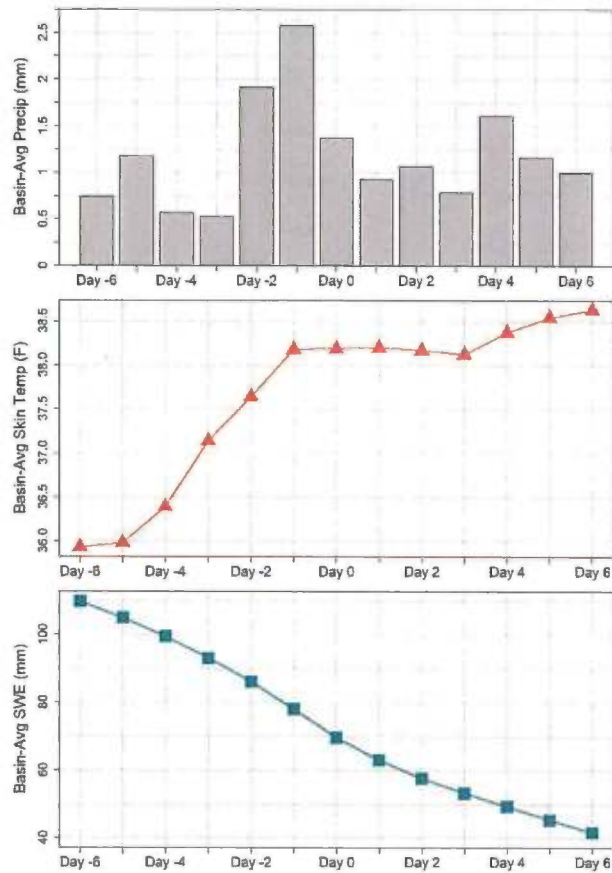 Basin-Avg Precip (mm)
2.5
2
1.5
1
0.5
0
Day -6 Day -4 Day -2 Day 0 Day 2 Day 4 Day 6
Basin-Avg Skin Temp (F)
38.5
38.0
37.5
37.0
36.5
36.0
Day -6 Day -4 Day -2 Day 0 Day 2 Day 4 Day 6
Basin-Avg SWE (mm)
100
80
60
40
Day -6 Day -4 Day -2 Day 0 Day 2 Day 4 Day 6